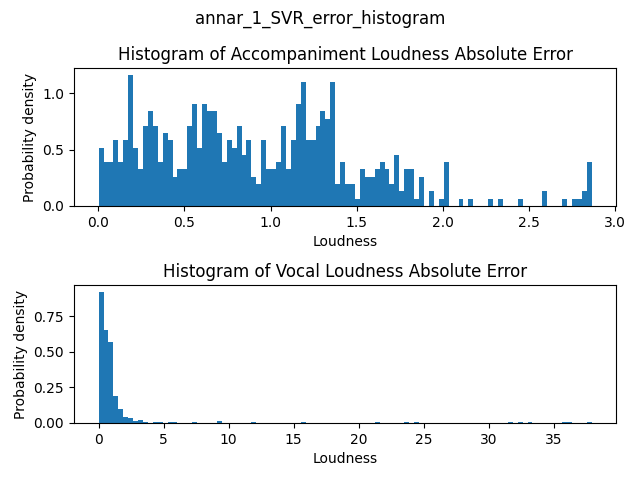 annar_1_SVR_error_histogram
Histogram of Accompaniment Loudness Absolute Error
Probability density
1.0
0.5
0.0
0.0 0.5 1.0 1.5 2.0 2.5 3.0
Loudness
Histogram of Vocal Loudness Absolute Error
Probability density
0.75
0.50
0.25
0.00
0 5 10 15 20 25 30 35
Loudness